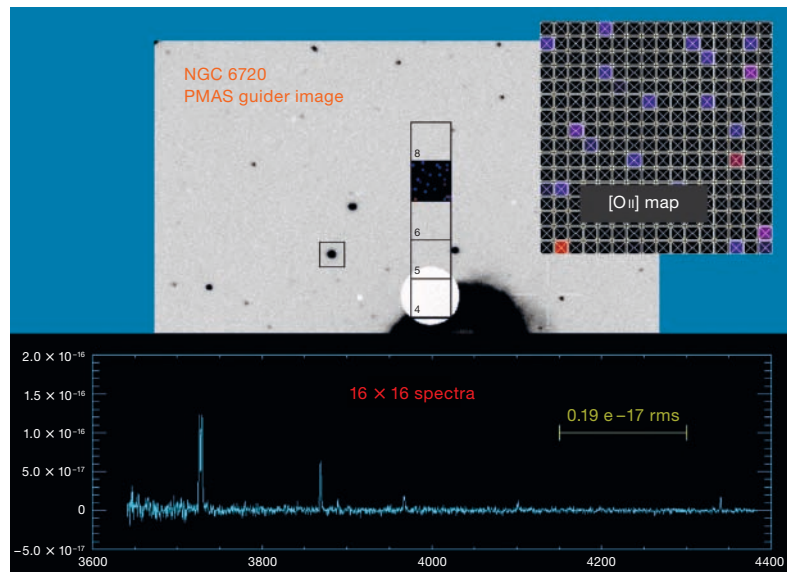 NGC 6720
PMAS guider image
8
6
5
4
[O II] map
16 × 16 spectra
0.19 e –17 rms
2.0 × 10⁻¹⁶
1.5 × 10⁻¹⁶
1.0 × 10⁻¹⁶
5.0 × 10⁻¹⁷
0
–5.0 × 10⁻¹⁷
3600 3800 4000 4200 4400